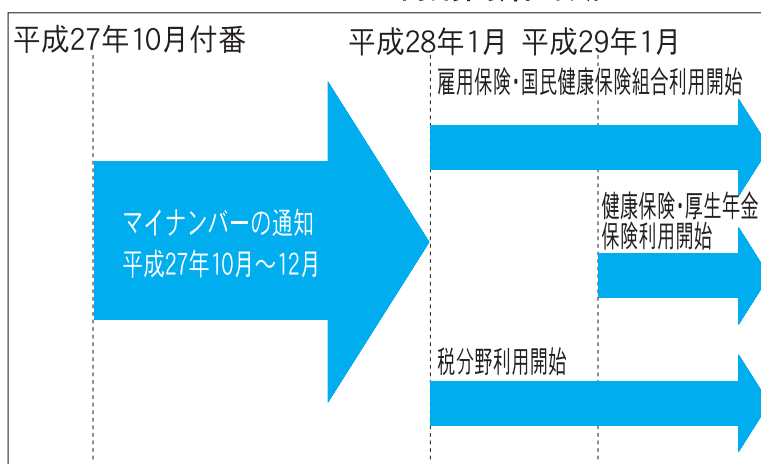 平成27年10月付番
平成28年1月
平成29年1月
雇用保険・国民健康保険組合利用開始
マイナンバーの通知
平成27年10月～12月
健康保険・厚生年金
保険利用開始
税分野利用開始